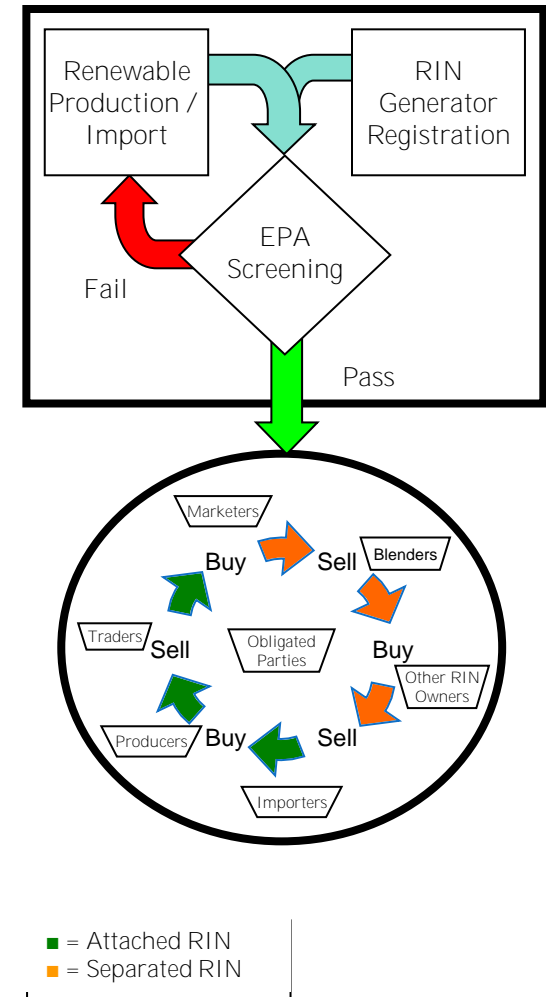 Renewable
Production /
Import
RIN
Generator
Registration
EPA
Screening
Fail
Pass
Marketers
Buy
Sell
Blenders
Traders
Sell
Obligated
Parties
Buy
Other RIN
Owners
Producers
Buy
Sell
Importers
= Attached RIN
= Separated RIN